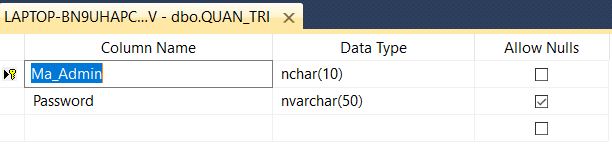 LAPTOP-BN9UHAPC...V - dbo.QUAN_TRI
Column Name Data Type Allow Nulls
Ma_Admin nchar(10)
Password nvarchar(50)